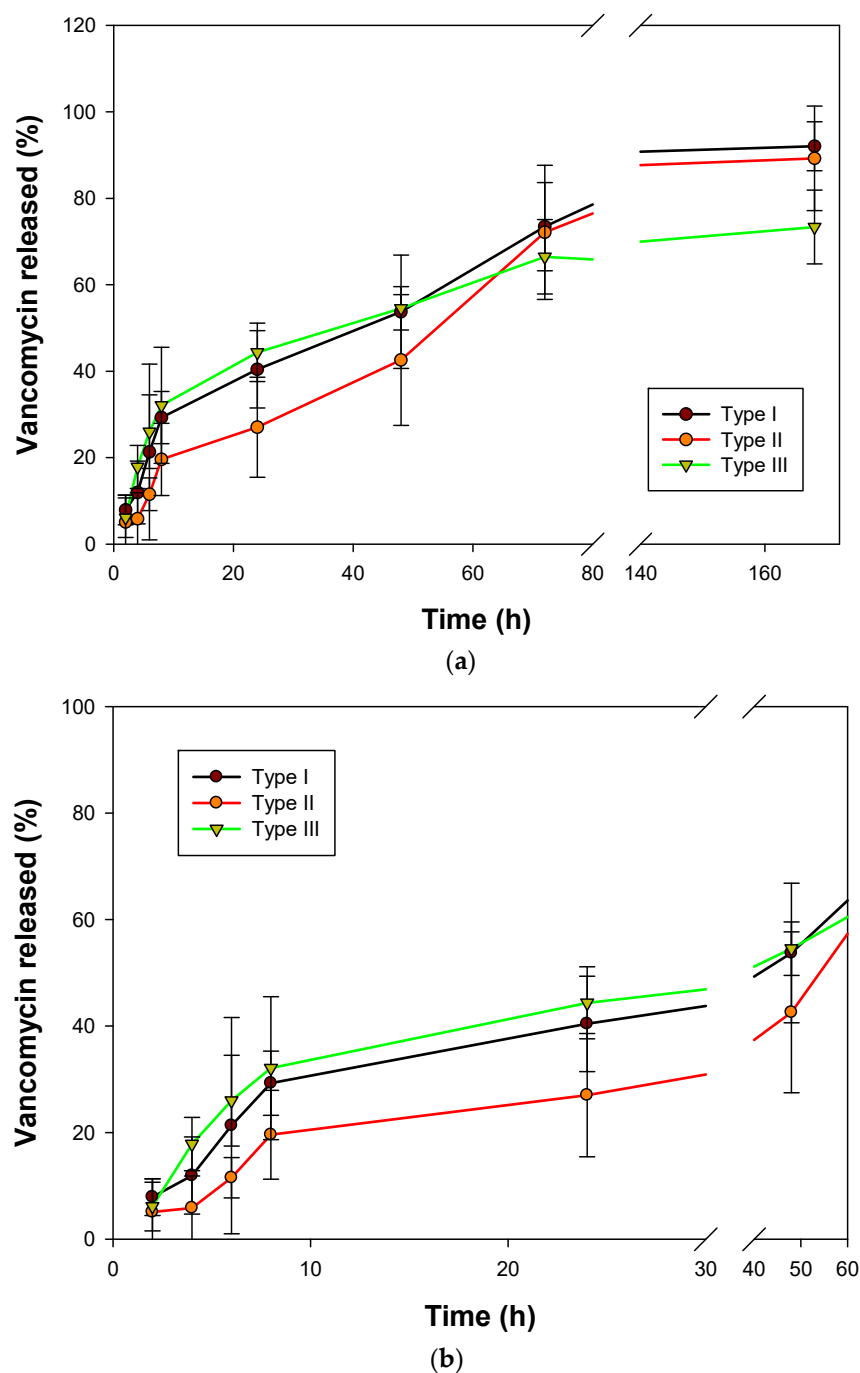 120
100
80
60
40
20
0
Vancomycin released (%)
Type I
Type II
Type III
0 20 40 60 80 140 160
Time (h)
(a)
100
80
60
40
20
0
Vancomycin released (%)
Type I
Type II
Type III
0 10 20 30 40 50 60
Time (h)
(b)